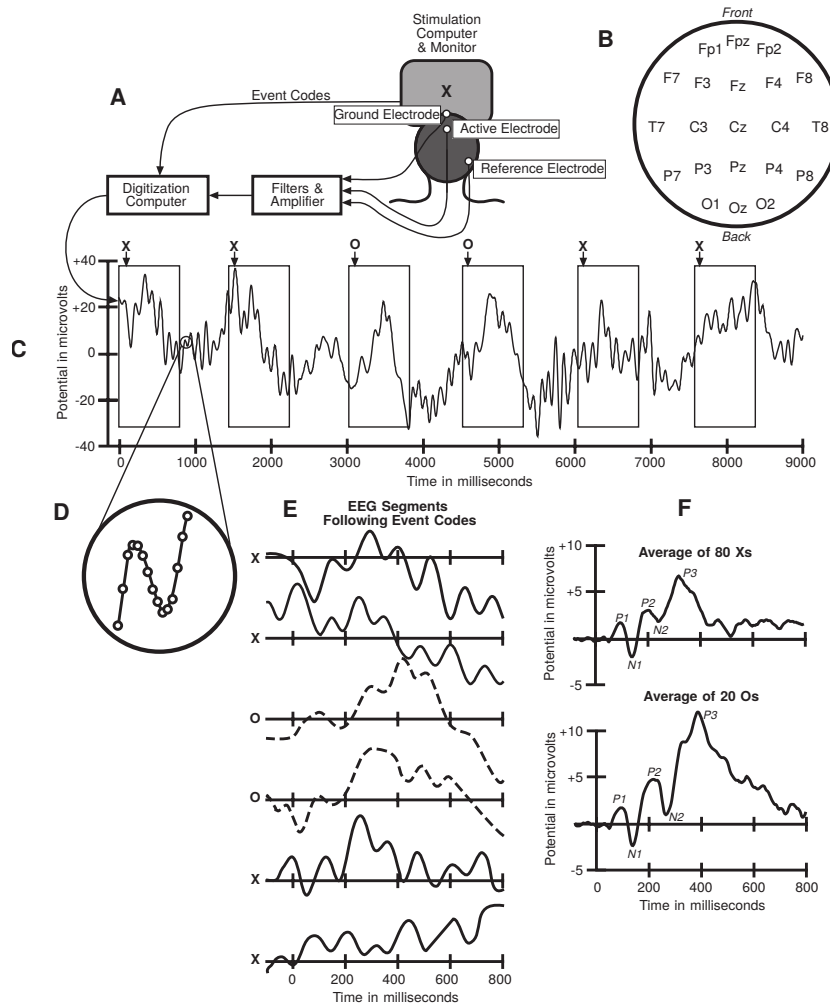 Stimulation
Computer
& Monitor
A
X
Event Codes
Ground Electrode
Active Electrode
Reference Electrode
Digitization
Computer
Filters &
Amplifier
B
Front
Fp1 Fpz Fp2
F7 F3 Fz F4 F8
T7 C3 Cz C4 T8
P7 P3 Pz P4 P8
O1 Oz O2
Back
C
X X O O X X
Potential in microvolts
+40
+20
0
-20
-40
0 1000 2000 3000 4000 5000 6000 7000 8000 9000
Time in milliseconds
D
E
EEG Segments
Following Event Codes
X
X
O
O
X
X
0 200 400 600 800
Time in milliseconds
F
Average of 80 Xs
Potential in microvolts
+10
+5
0
-5
P1 N1 P2 N2 P3
Average of 20 Os
Potential in microvolts
+10
+5
0
-5
P1 N1 P2 N2 P3
0 200 400 600 800
Time in milliseconds